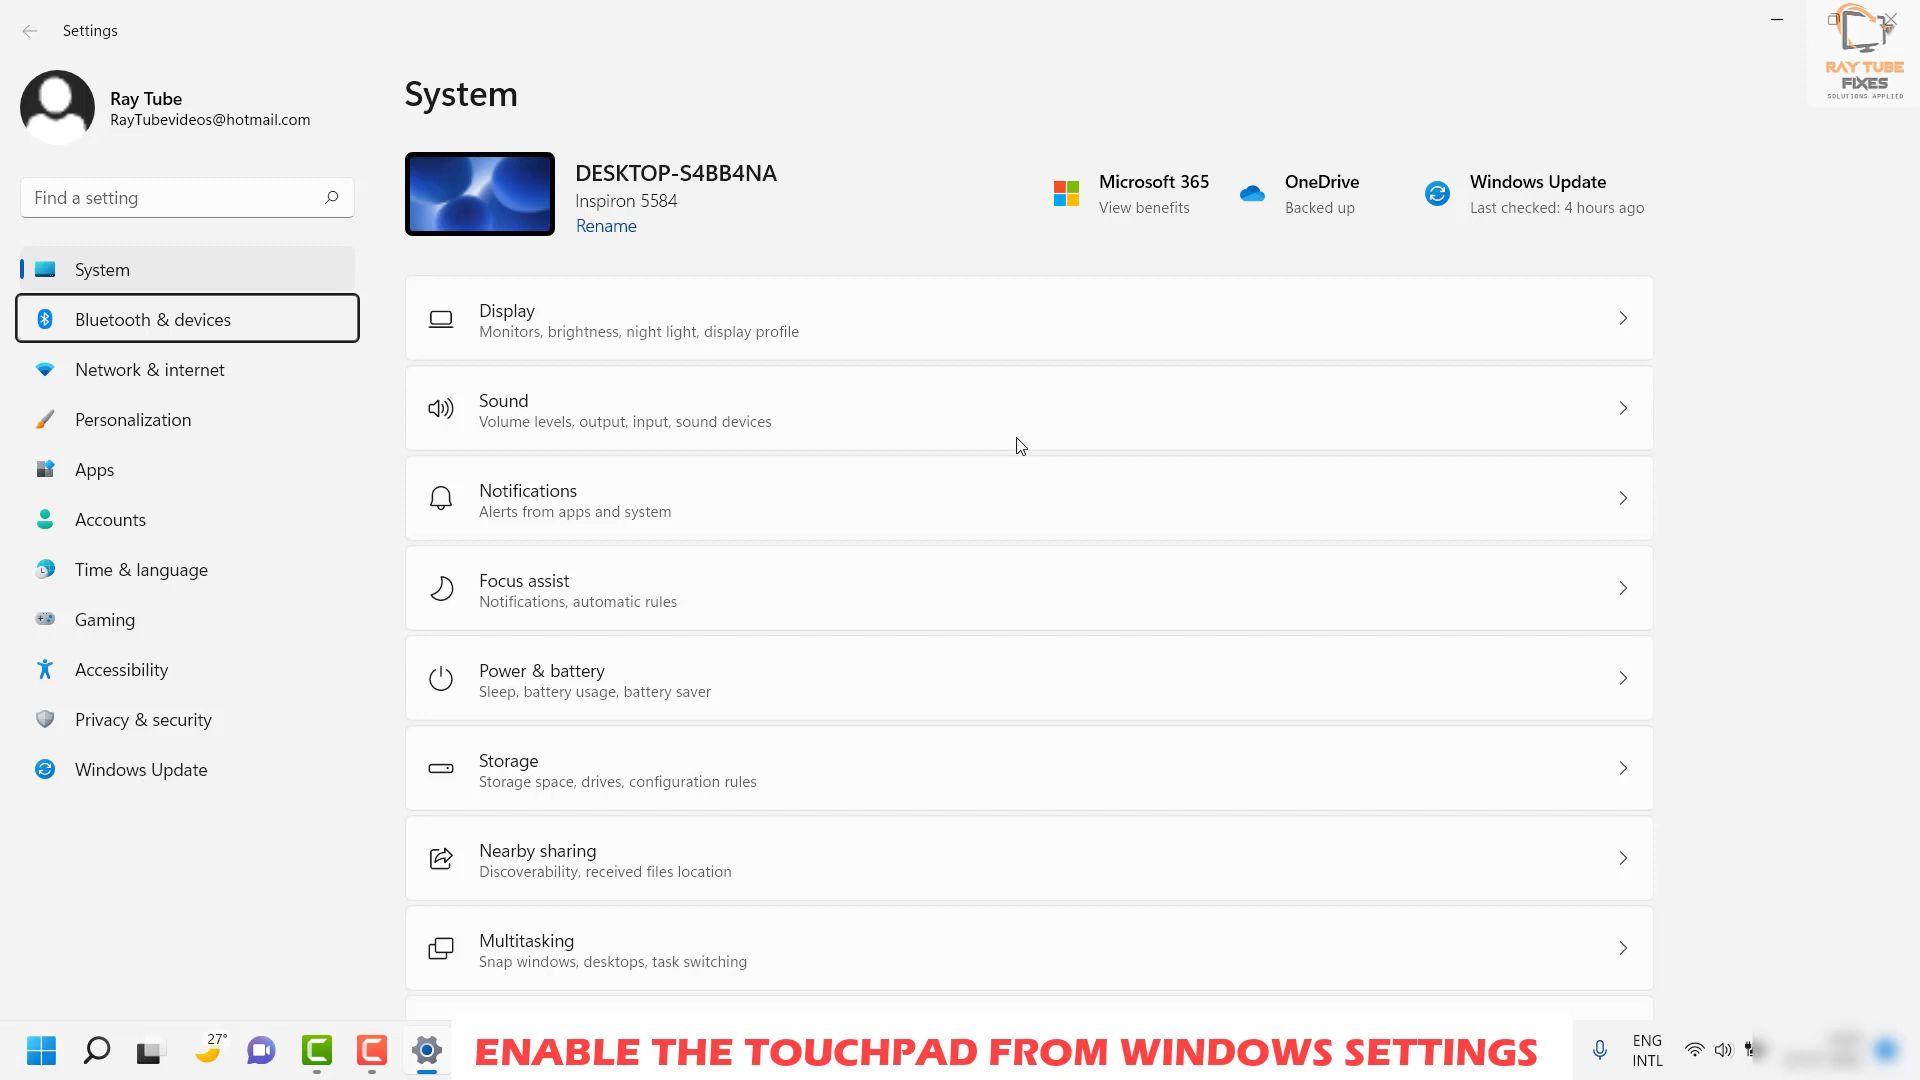 Settings
Ray Tube
RayTubevideos@hotmail.com
Find a setting
System
Bluetooth & devices
Network & internet
Personalization
Apps
Accounts
Time & language
Gaming
Accessibility
Privacy & security
Windows Update
System
DESKTOP-S4BB4NA
Inspiron 5584
Rename
Microsoft 365
View benefits
OneDrive
Backed up
Windows Update
Last checked: 4 hours ago
RAY TUBE
FIXES
SOLUTIONS APPLIED
Display
Monitors, brightness, night light, display profile
Sound
Volume levels, output, input, sound devices
Notifications
Alerts from apps and system
Focus assist
Notifications, automatic rules
Power & battery
Sleep, battery usage, battery saver
Storage
Storage space, drives, configuration rules
Nearby sharing
Discoverability, received files location
Multitasking
Snap windows, desktops, task switching
27°
ENABLE THE TOUCHPAD FROM WINDOWS SETTINGS
ENG
INTL